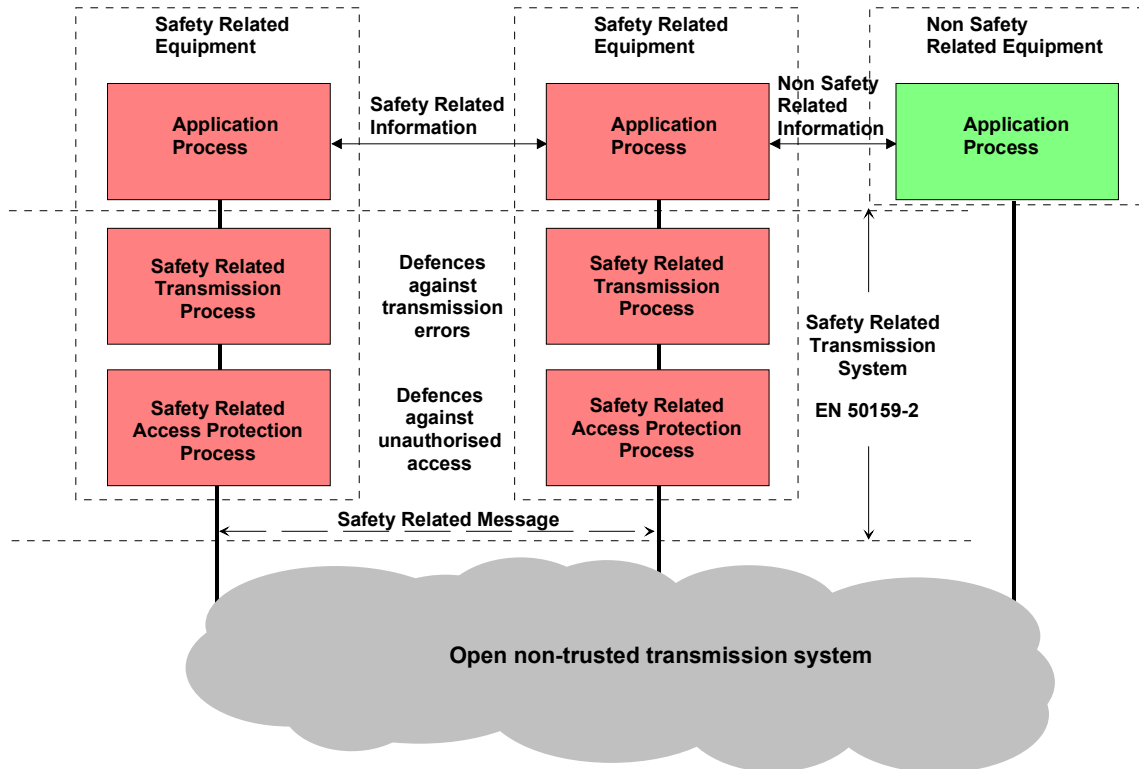 Safety Related
Equipment
Safety Related
Equipment
Non Safety
Related Equipment
Application
Process
Safety Related
Information
Application
Process
Non Safety
Related
Information
Application
Process
Safety Related
Transmission
Process
Defences
against
transmission
errors
Safety Related
Transmission
Process
Safety Related
Transmission
System
EN 50159-2
Safety Related
Access Protection
Process
Defences
against
unauthorised
access
Safety Related
Access Protection
Process
Safety Related Message
Open non-trusted transmission system